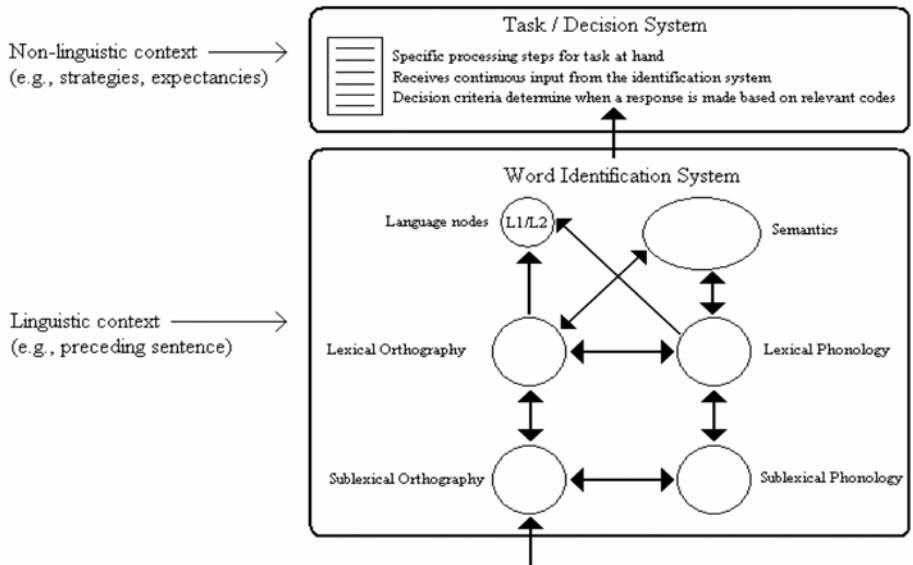 Task / Decision System
Non-linguistic context
(e.g., strategies, expectancies)
Specific processing steps for task at hand
Receives continuous input from the identification system
Decision criteria determine when a response is made based on relevant codes
Word Identification System
Language nodes
L1/L2
Semantics
Linguistic context
(e.g., preceding sentence)
Lexical Orthography
Lexical Phonology
Sublexical Orthography
Sublexical Phonology